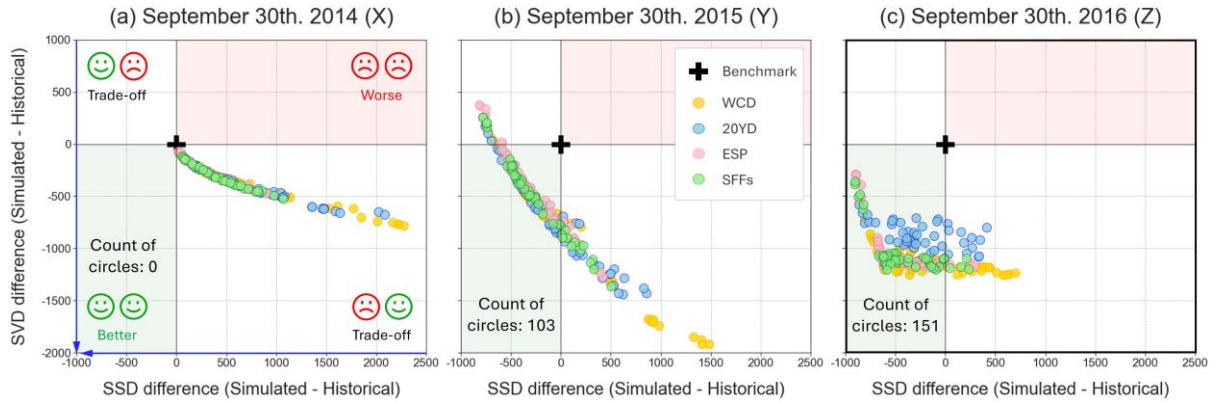 (a) September 30th. 2014 (X)
(b) September 30th. 2015 (Y)
(c) September 30th. 2016 (Z)
SVD difference (Simulated - Historical)
1000
500
0
-500
-1000
-1500
-2000
Trade-off
Worse
Count of
circles: 0
Better
Trade-off
-1000 -500 0 500 1000 1500 2000 2500
SSD difference (Simulated - Historical)
Benchmark
WCD
20YD
ESP
SFFs
Count of
circles: 103
-1000 -500 0 500 1000 1500 2000 2500
SSD difference (Simulated - Historical)
Count of
circles: 151
-1000 -500 0 500 1000 1500 2000 2500
SSD difference (Simulated - Historical)